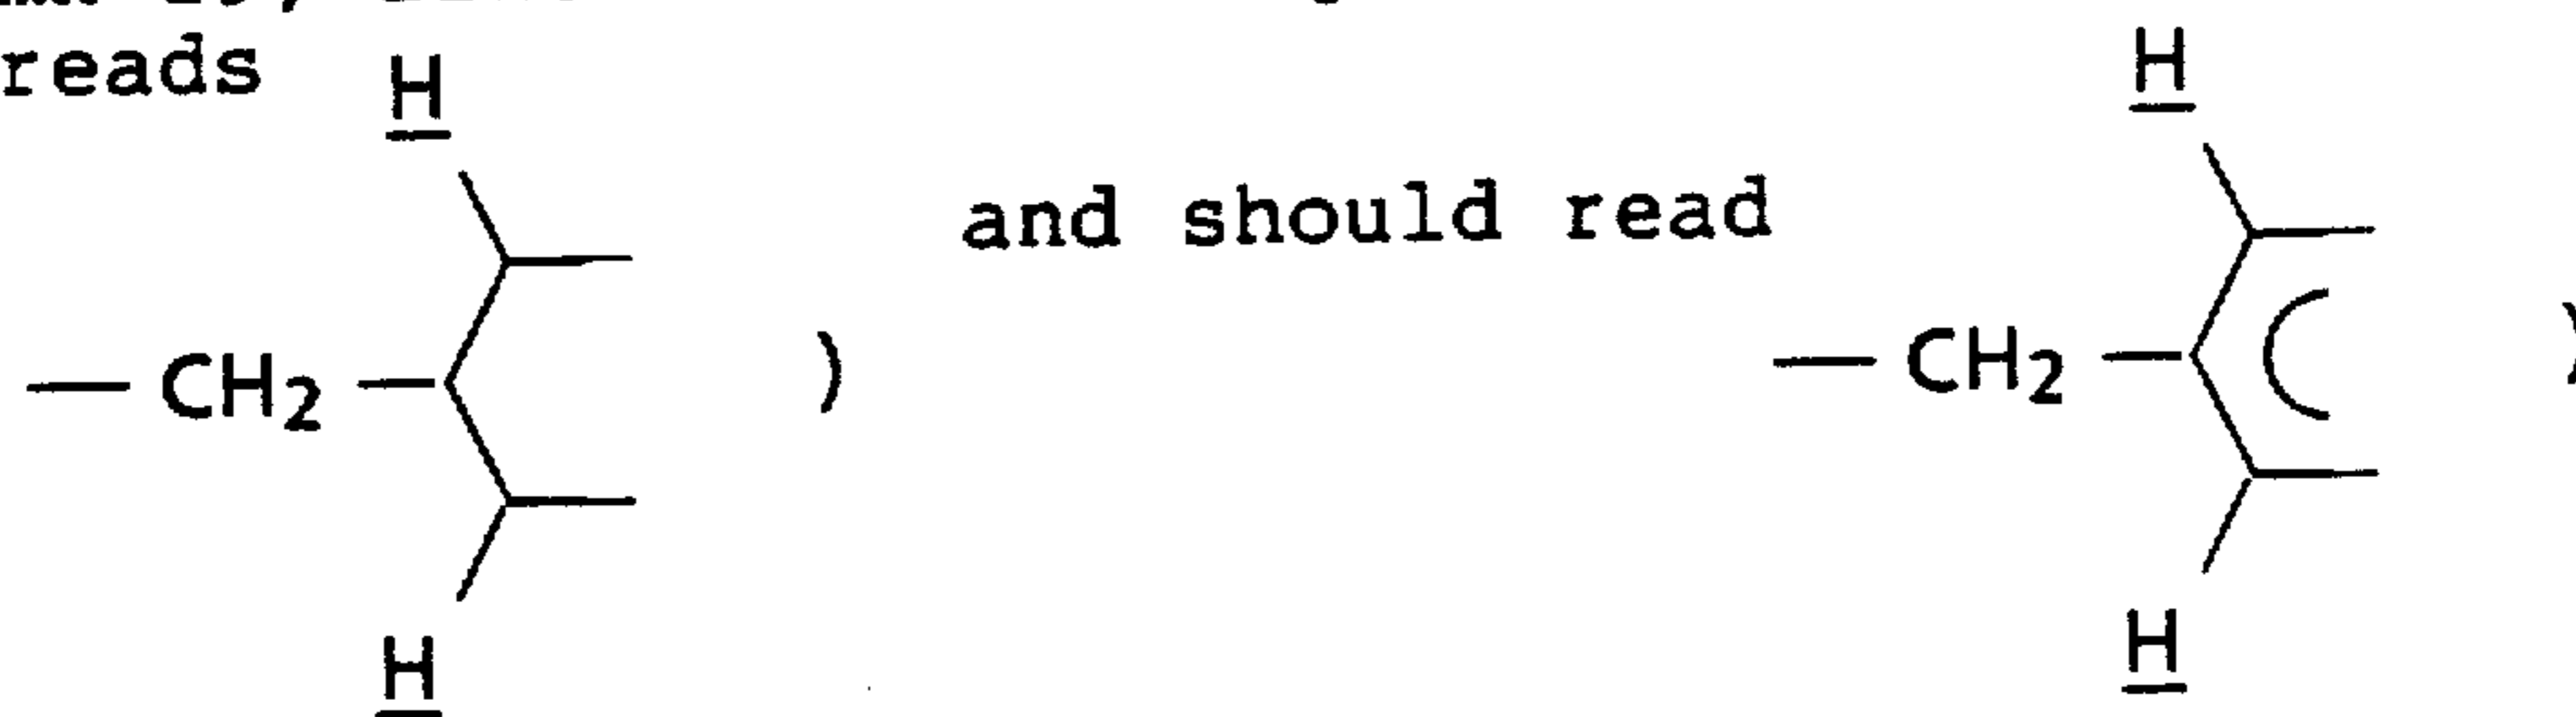 reads
H H
and should read
— CH2 — ) — CH2 — )
H H